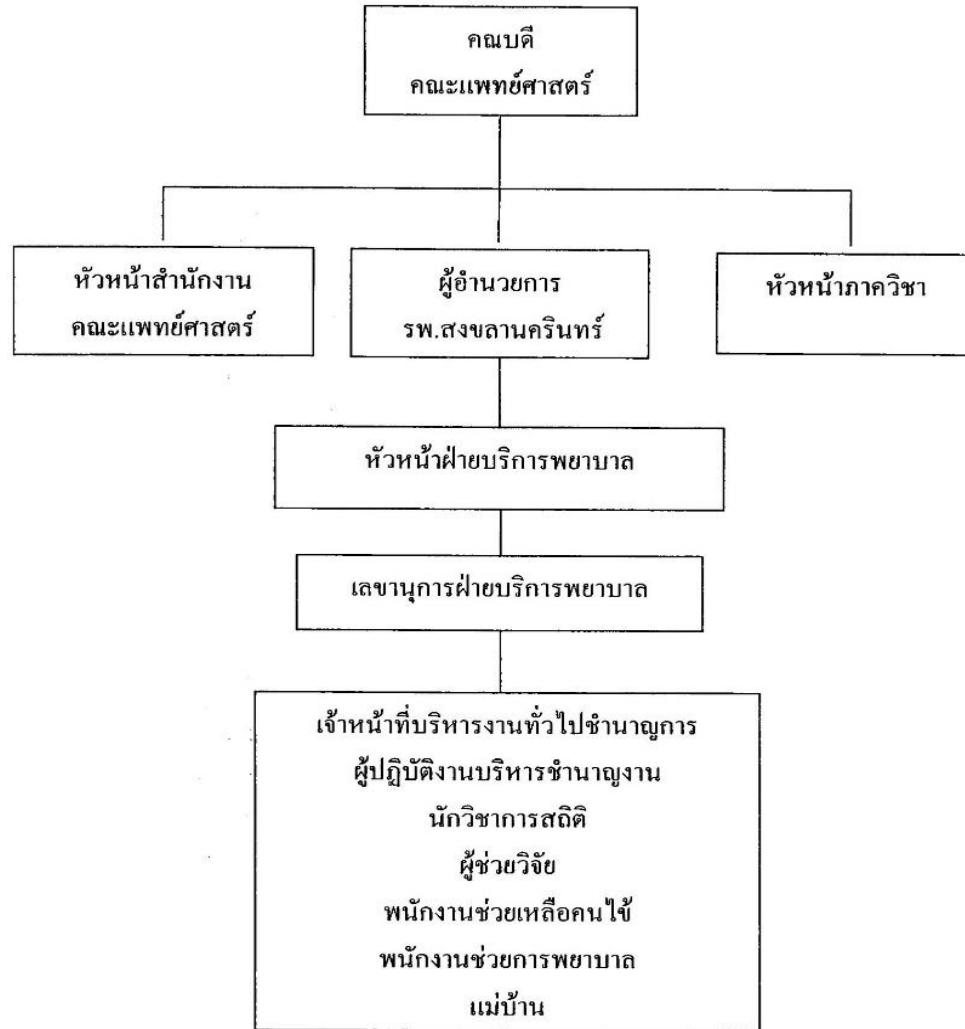 คณบดี
คณะแพทย์ศาสตร์
หัวหน้าสำนักงาน
คณะแพทย์ศาสตร์
ผู้อำนวยการ
รพ.สงขลานครินทร์
หัวหน้าภาควิชา
หัวหน้าฝ่ายบริการพยาบาล
เลขานุการฝ่ายบริการพยาบาล
เจ้าหน้าที่บริหารงานทั่วไปชำนาญการ
ผู้ปฏิบัติงานบริหารชำนาญงาน
นักวิชาการสถิติ
ผู้ช่วยวิจัย
พนักงานช่วยเหลือคนไข้
พนักงานช่วยการพยาบาล
แม่บ้าน